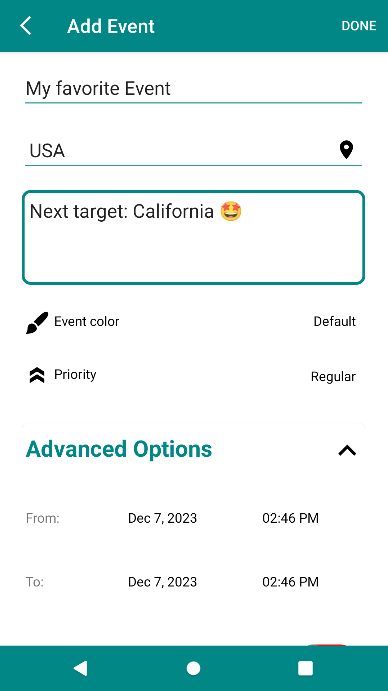 Add Event
DONE
My favorite Event
USA
Next target: California 🤩
Event color Default
Priority Regular
Advanced Options
From: Dec 7, 2023 02:46 PM
To: Dec 7, 2023 02:46 PM